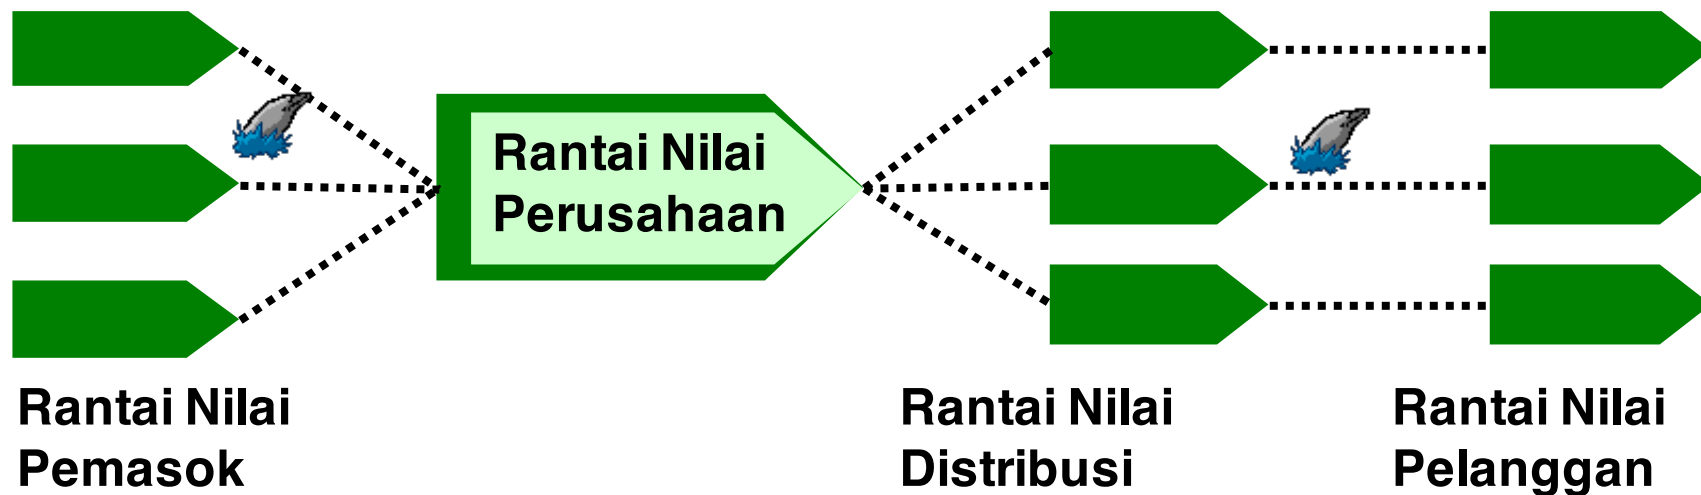 Rantai Nilai
Perusahaan
Rantai Nilai
Pemasok
Rantai Nilai
Distribusi
Rantai Nilai
Pelanggan